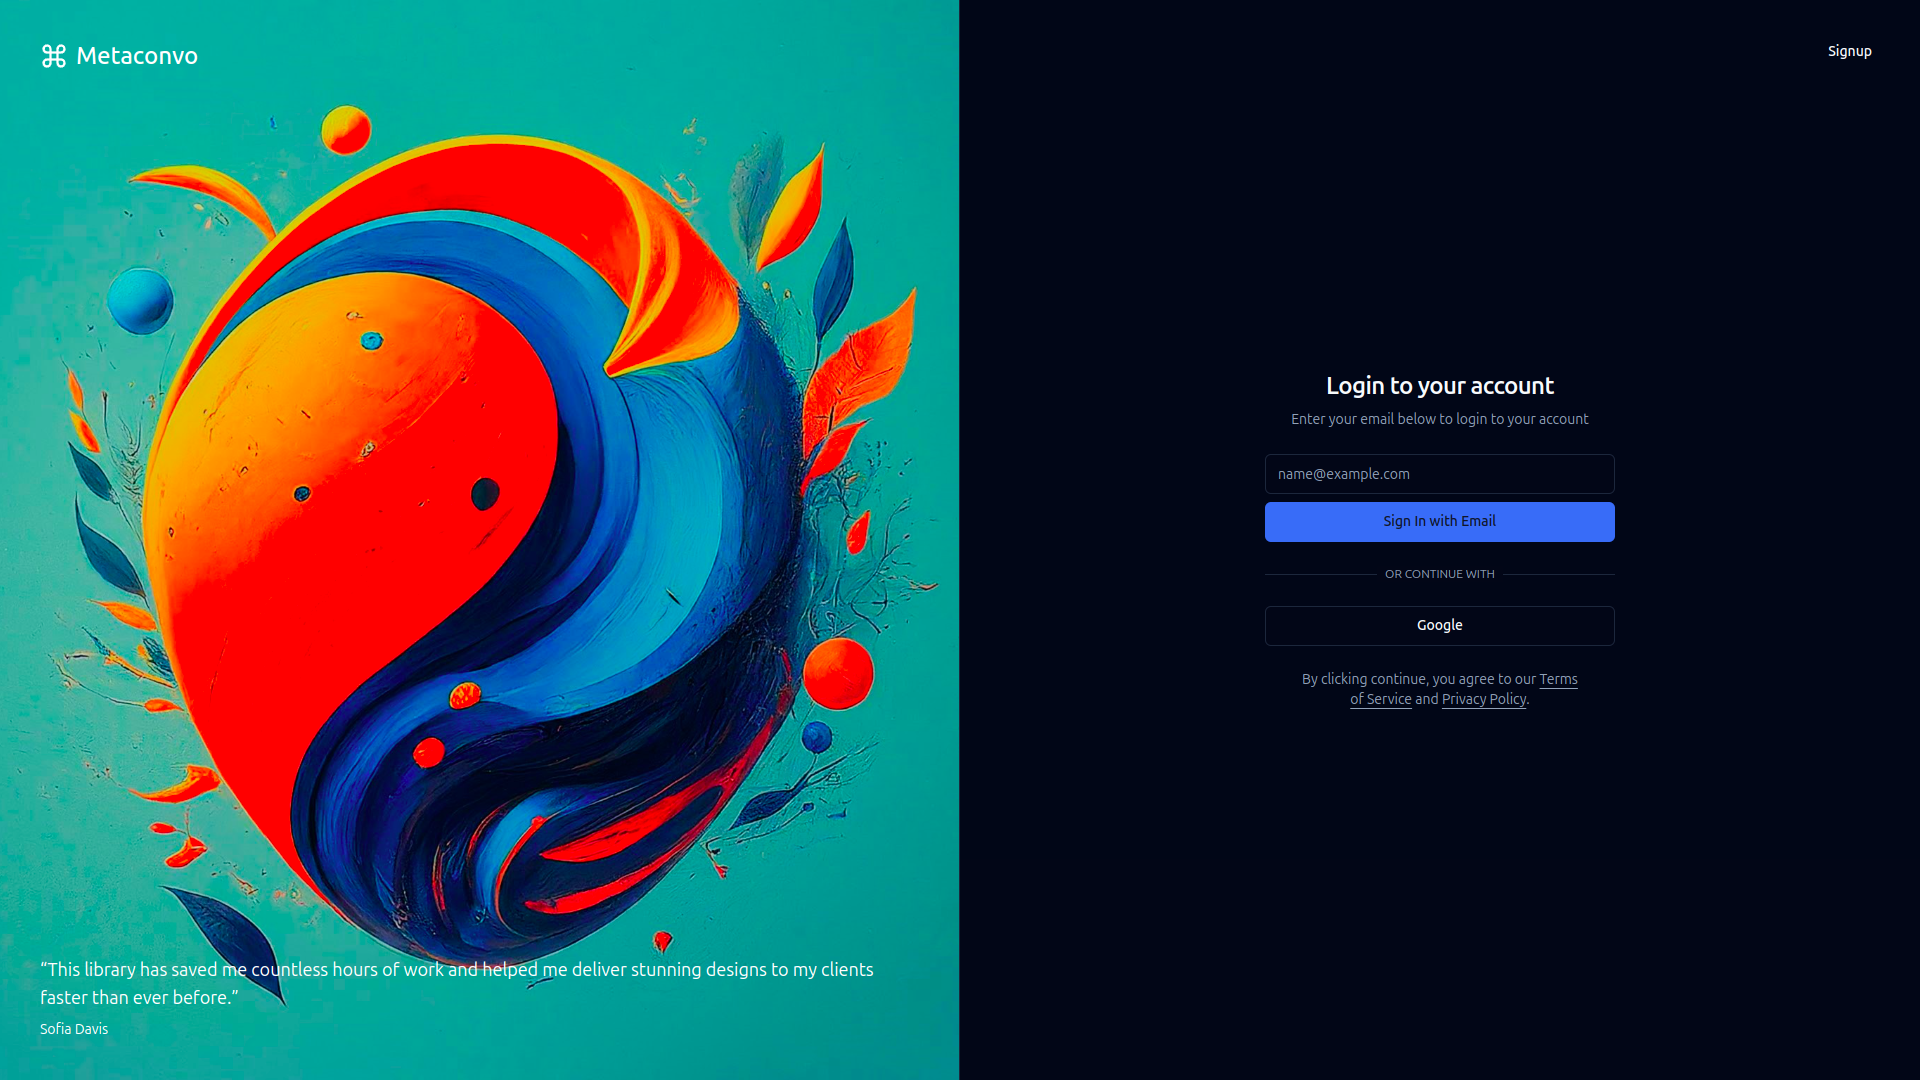 Metaconvo
Signup
Login to your account
Enter your email below to login to your account
name@example.com
Sign In with Email
OR CONTINUE WITH
Google
By clicking continue, you agree to our Terms
of Service and Privacy Policy.
“This library has saved me countless hours of work and helped me deliver stunning designs to my clients
faster than ever before.”
Sofia Davis